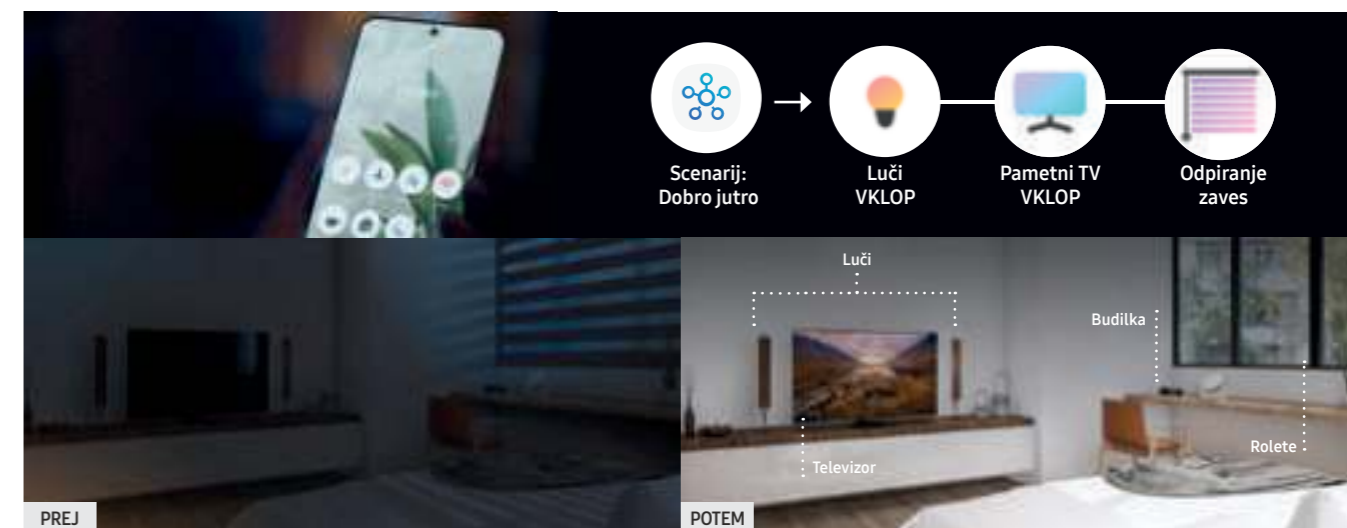 Scenarij:
Dobro jutro
Luči
VKLOP
Pametni TV
VKLOP
Odpiranje
zaves
Luči
Budilka
Rolete
Televizor
PREJ
POTEM